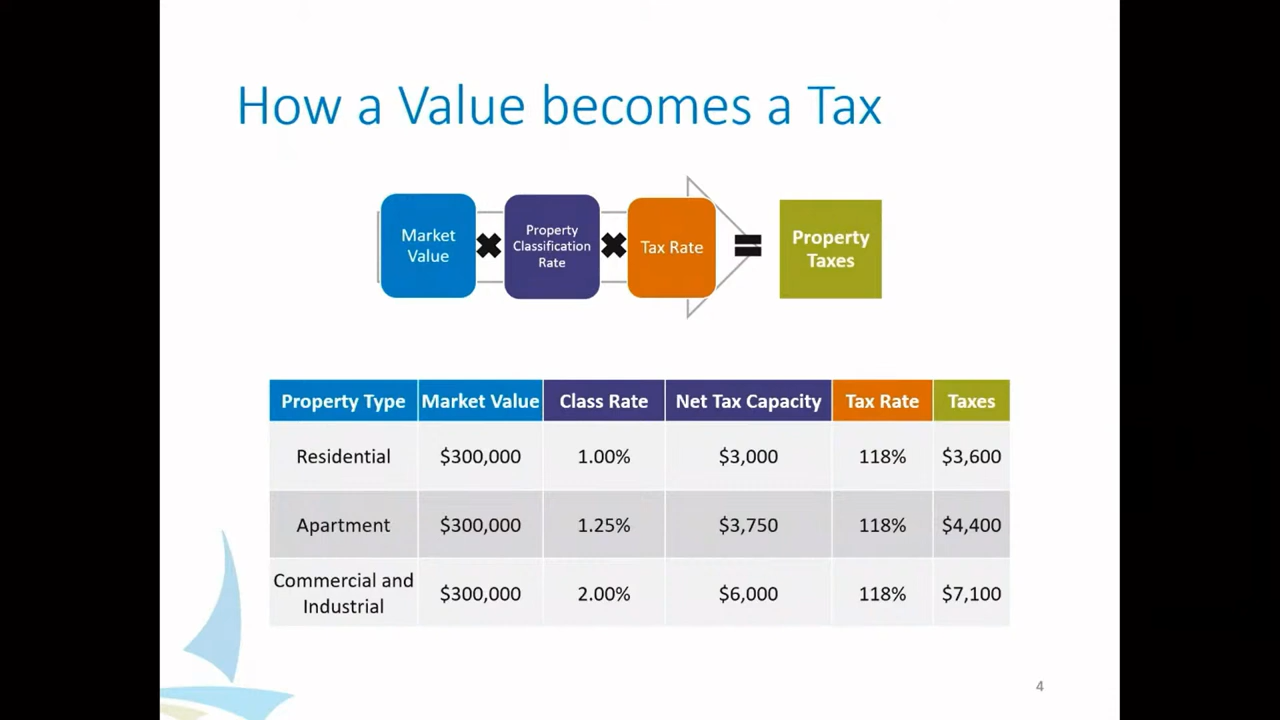 How a Value becomes a Tax
Market
Value
Property
Classification
Rate
Tax Rate
Property
Taxes
Property Type Market Value Class Rate Net Tax Capacity Tax Rate Taxes
Residential $300,000 1.00% $3,000 118% $3,600
Apartment $300,000 1.25% $3,750 118% $4,400
Commercial and
Industrial $300,000 2.00% $6,000 118% $7,100
4